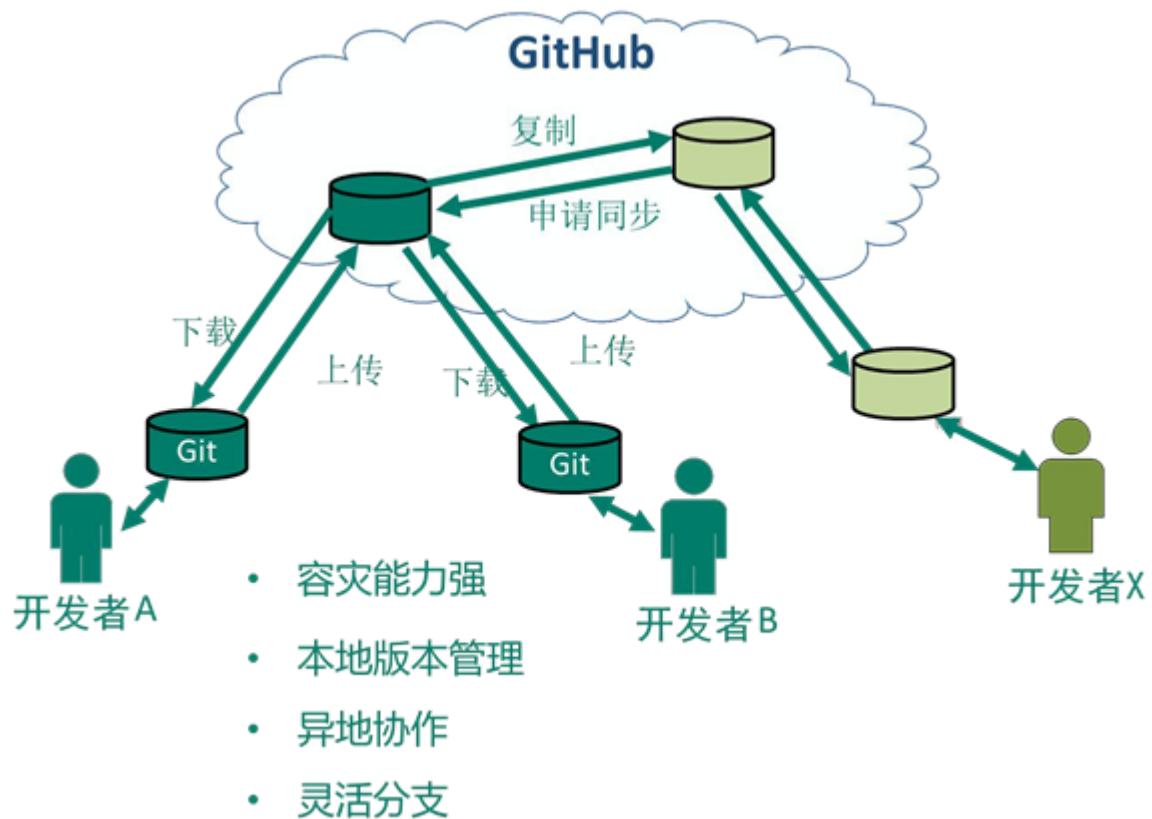 GitHub
复制
申请同步
下载
上传
下载
上传
Git
Git
开发者A
开发者B
开发者X
• 容灾能力强
• 本地版本管理
• 异地协作
• 灵活分支